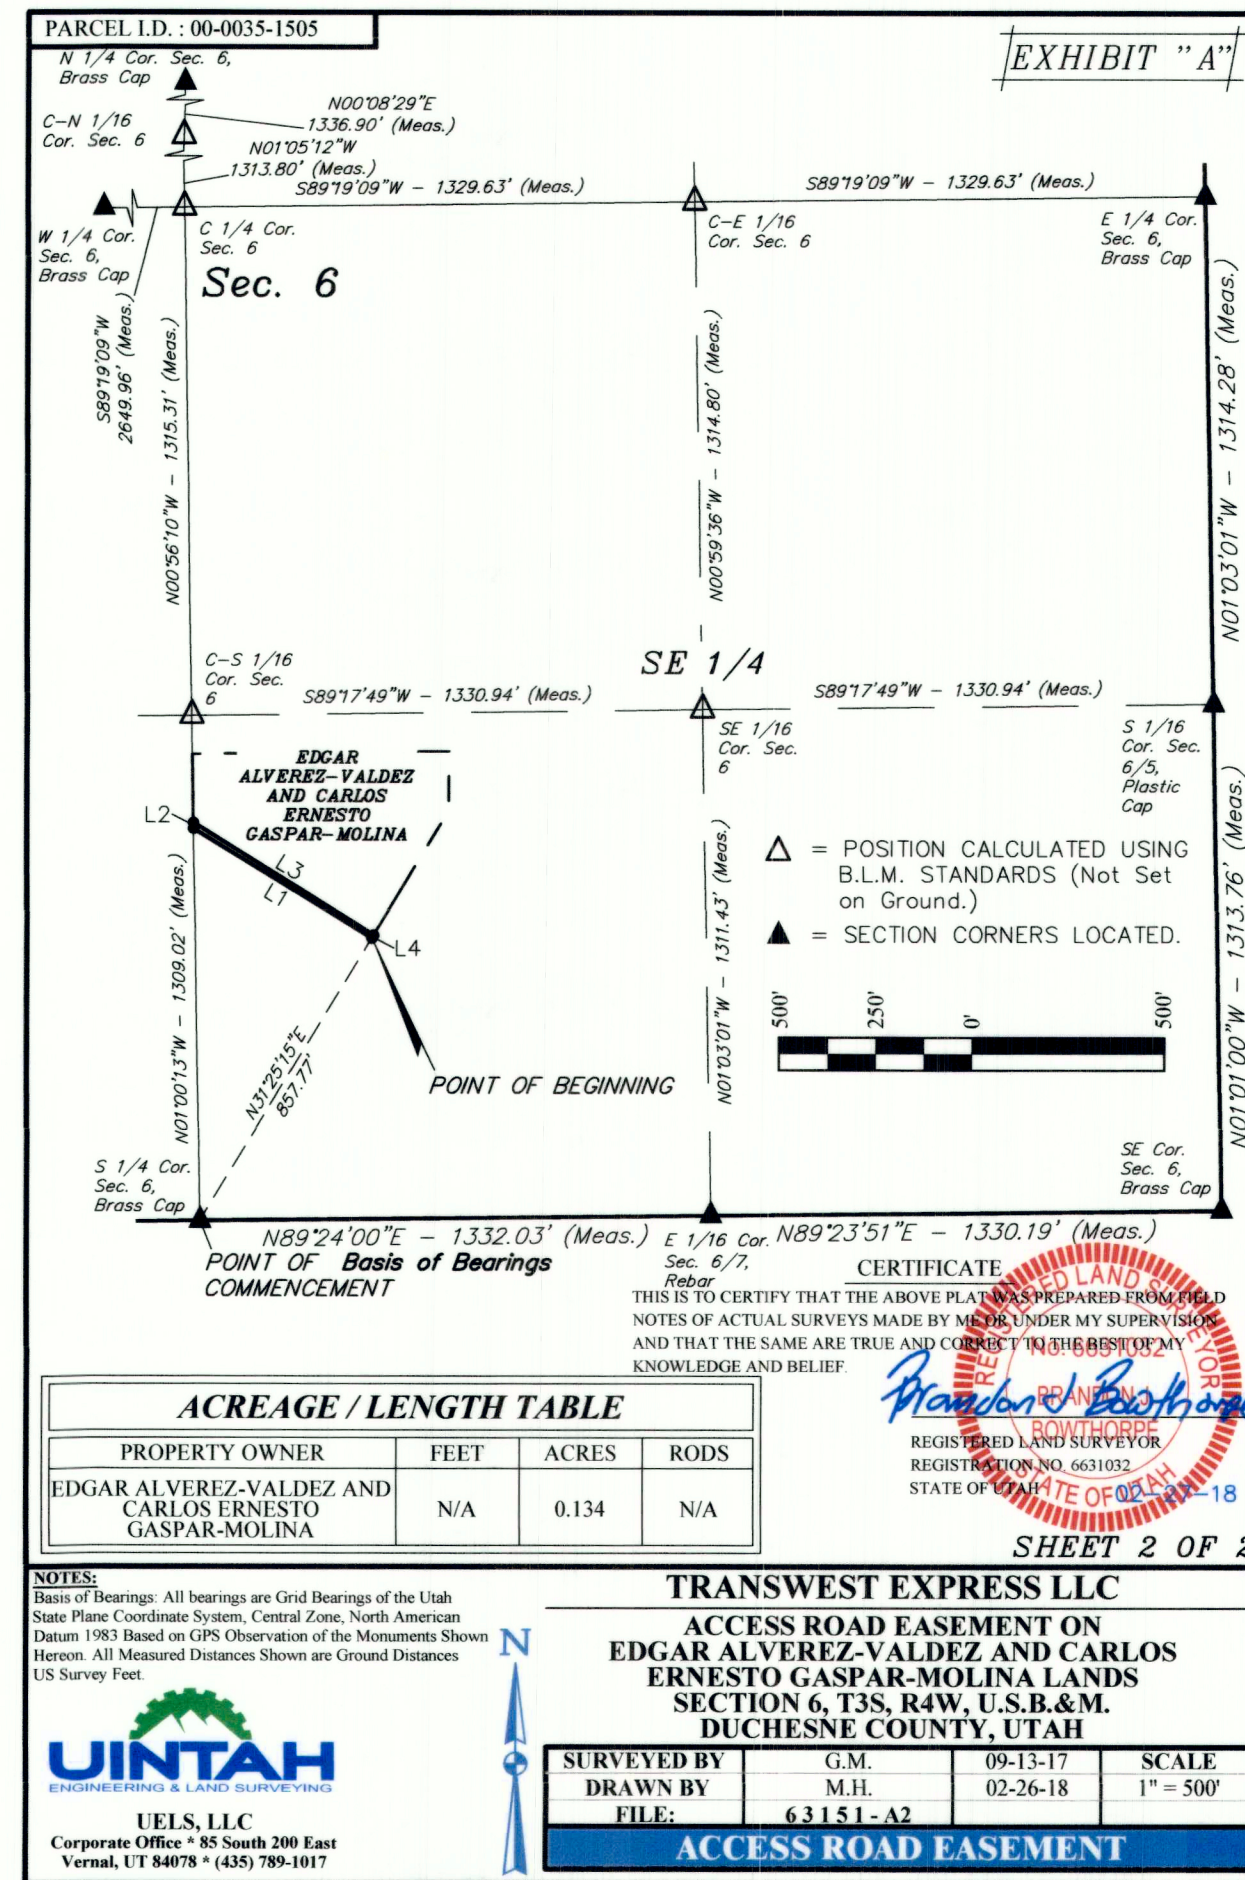 PARCEL I.D. : 00-0035-1505
EXHIBIT "A"
N 1/4 Cor. Sec. 6,
Brass Cap
N00°08'29"E
1336.90' (Meas.)
C-N 1/16
Cor. Sec. 6
N01°05'12"W
1313.80' (Meas.)
S89°19'09"W - 1329.63' (Meas.)
S89°19'09"W - 1329.63' (Meas.)
W 1/4 Cor.
Sec. 6,
Brass Cap
C 1/4 Cor.
Sec. 6
C-E 1/16
Cor. Sec. 6
E 1/4 Cor.
Sec. 6,
Brass Cap
Sec. 6
S89°19'09"W
2649.96' (Meas.)
N00°56'10"W - 1315.31' (Meas.)
N00°59'36"W - 1314.80' (Meas.)
N01°03'01"W - 1314.28' (Meas.)
C-S 1/16
Cor. Sec.
6
SE 1/4
S89°17'49"W - 1330.94' (Meas.)
S89°17'49"W - 1330.94' (Meas.)
SE 1/16
Cor. Sec.
6
S 1/16
Cor. Sec.
6/5,
Plastic
Cap
EDGAR
ALVEREZ-VALDEZ
AND CARLOS
ERNESTO
GASPAR-MOLINA
L2
L3
L1
L4
= POSITION CALCULATED USING
B.L.M. STANDARDS (Not Set
on Ground.)
= SECTION CORNERS LOCATED.
N01°00'13"W - 1309.02' (Meas.)
N31°25'15"E
857.77'
N01°03'01"W - 1311.43' (Meas.)
N01°01'00"W - 1313.76' (Meas.)
500'
250'
0'
500'
POINT OF BEGINNING
S 1/4 Cor.
Sec. 6,
Brass Cap
SE Cor.
Sec. 6,
Brass Cap
N89°24'00"E - 1332.03' (Meas.)
E 1/16 Cor.
Sec. 6/7,
Rebar
N89°23'51"E - 1330.19' (Meas.)
POINT OF
COMMENCEMENT
Basis of Bearings
CERTIFICATE
THIS IS TO CERTIFY THAT THE ABOVE PLAT WAS PREPARED FROM FIELD
NOTES OF ACTUAL SURVEYS MADE BY ME OR UNDER MY SUPERVISION
AND THAT THE SAME ARE TRUE AND CORRECT TO THE BEST OF MY
KNOWLEDGE AND BELIEF.
REGISTERED LAND SURVEYOR
No. 6631032
BRANDON J.
BOWTHORPE
STATE OF UTAH
Brandon J Bowthorpe
REGISTERED LAND SURVEYOR
REGISTRATION NO. 6631032
STATE OF UTAH
02-27-18
ACREAGE / LENGTH TABLE
PROPERTY OWNER FEET ACRES RODS
EDGAR ALVEREZ-VALDEZ AND
CARLOS ERNESTO
GASPAR-MOLINA
N/A 0.134 N/A
SHEET 2 OF 2
NOTES:
Basis of Bearings: All bearings are Grid Bearings of the Utah
State Plane Coordinate System, Central Zone, North American
Datum 1983 Based on GPS Observation of the Monuments Shown
Hereon. All Measured Distances Shown are Ground Distances
US Survey Feet.
N
UINTAH
ENGINEERING & LAND SURVEYING
UELS, LLC
Corporate Office * 85 South 200 East
Vernal, UT 84078 * (435) 789-1017
TRANSWEST EXPRESS LLC
ACCESS ROAD EASEMENT ON
EDGAR ALVEREZ-VALDEZ AND CARLOS
ERNESTO GASPAR-MOLINA LANDS
SECTION 6, T3S, R4W, U.S.B.&M.
DUCHESNE COUNTY, UTAH
SURVEYED BY G.M. 09-13-17 SCALE
DRAWN BY M.H. 02-26-18 1" = 500'
FILE: 63151-A2
ACCESS ROAD EASEMENT